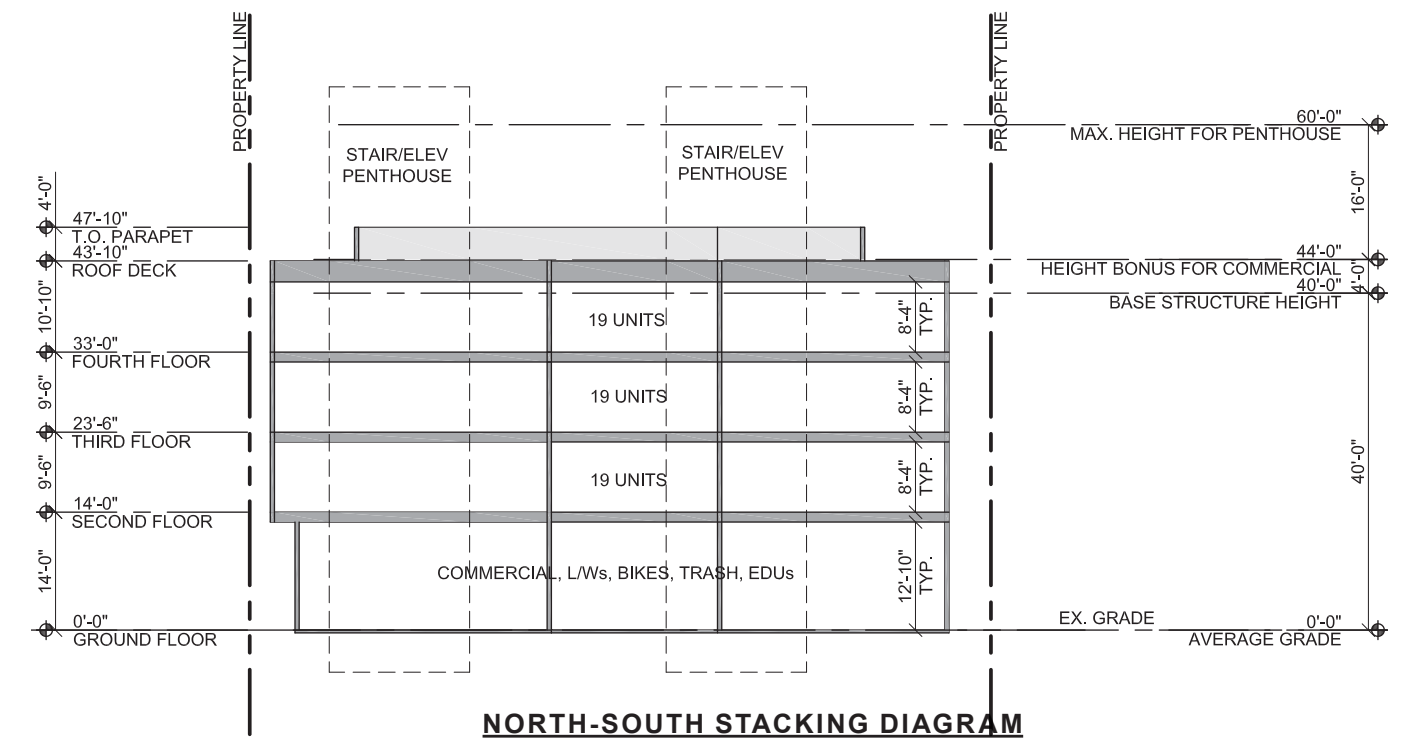 PROPERTY LINE
PROPERTY LINE
60'-0"
MAX. HEIGHT FOR PENTHOUSE
STAIR/ELEV
PENTHOUSE
STAIR/ELEV
PENTHOUSE
4'-0"
16'-0"
47'-10"
T.O. PARAPET
43'-10"
ROOF DECK
44'-0"
HEIGHT BONUS FOR COMMERCIAL
4'-0"
40'-0"
BASE STRUCTURE HEIGHT
10'-10"
19 UNITS
8'-4"
TYP.
33'-0"
FOURTH FLOOR
9'-6"
19 UNITS
8'-4"
TYP.
23'-6"
THIRD FLOOR
9'-6"
19 UNITS
8'-4"
TYP.
40'-0"
14'-0"
SECOND FLOOR
14'-0"
COMMERCIAL, L/Ws, BIKES, TRASH, EDUs
12'-10"
TYP.
0'-0"
GROUND FLOOR
EX. GRADE
0'-0"
AVERAGE GRADE
NORTH-SOUTH STACKING DIAGRAM